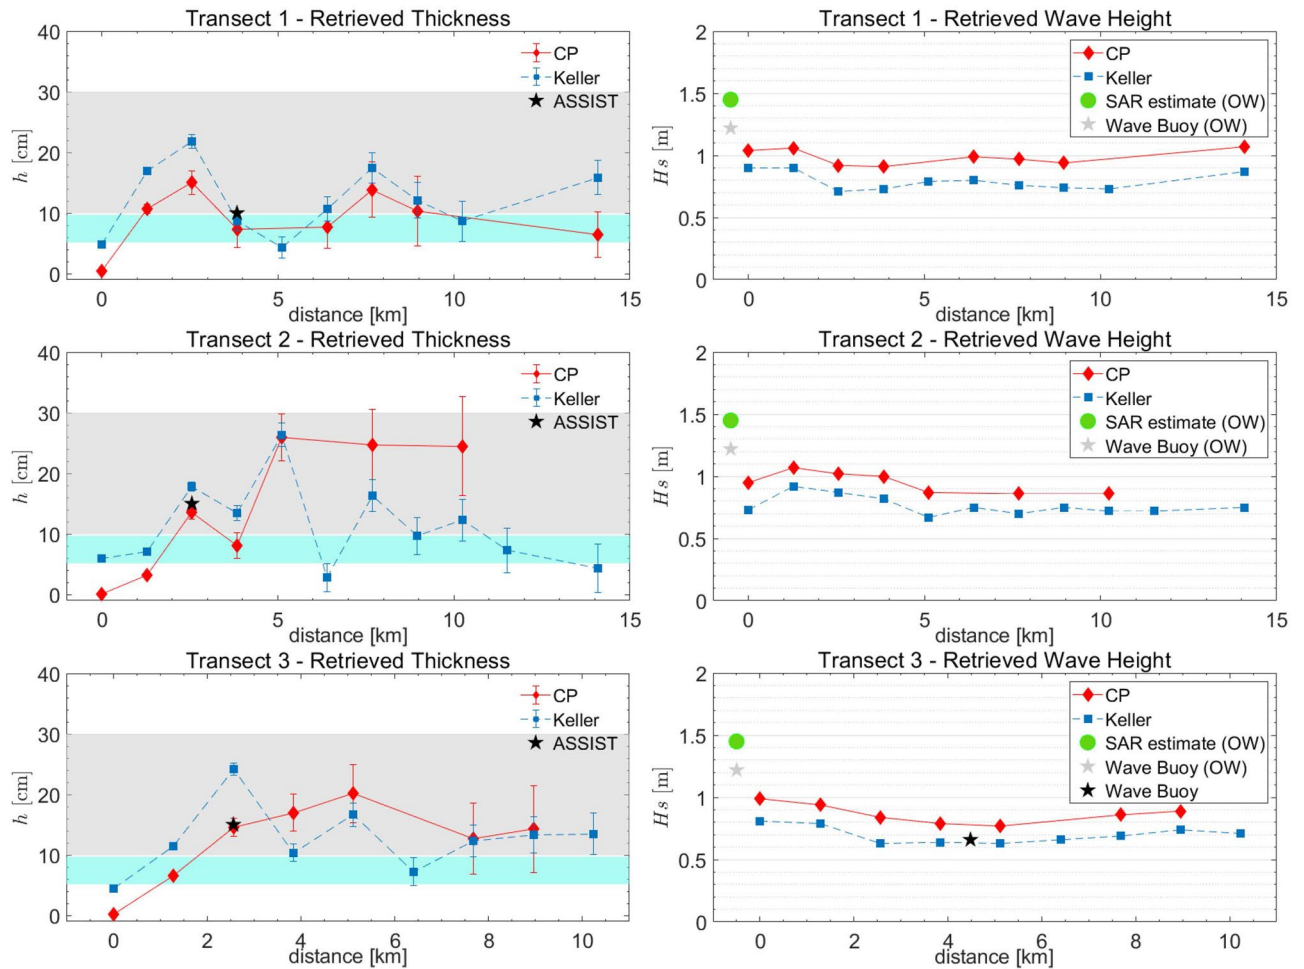 Transect 1 - Retrieved Thickness
40
30
20
10
0
h [cm]
CP
Keller
ASSIST
0 5 10 15
distance [km]
Transect 1 - Retrieved Wave Height
2
1.5
1
0.5
0
Hs [m]
CP
Keller
SAR estimate (OW)
Wave Buoy (OW)
0 5 10 15
distance [km]
Transect 2 - Retrieved Thickness
40
30
20
10
0
h [cm]
CP
Keller
ASSIST
0 5 10 15
distance [km]
Transect 2 - Retrieved Wave Height
2
1.5
1
0.5
0
Hs [m]
CP
Keller
SAR estimate (OW)
Wave Buoy (OW)
0 5 10 15
distance [km]
Transect 3 - Retrieved Thickness
40
30
20
10
0
h [cm]
CP
Keller
ASSIST
0 2 4 6 8 10
distance [km]
Transect 3 - Retrieved Wave Height
2
1.5
1
0.5
0
Hs [m]
CP
Keller
SAR estimate (OW)
Wave Buoy (OW)
Wave Buoy
0 2 4 6 8 10
distance [km]